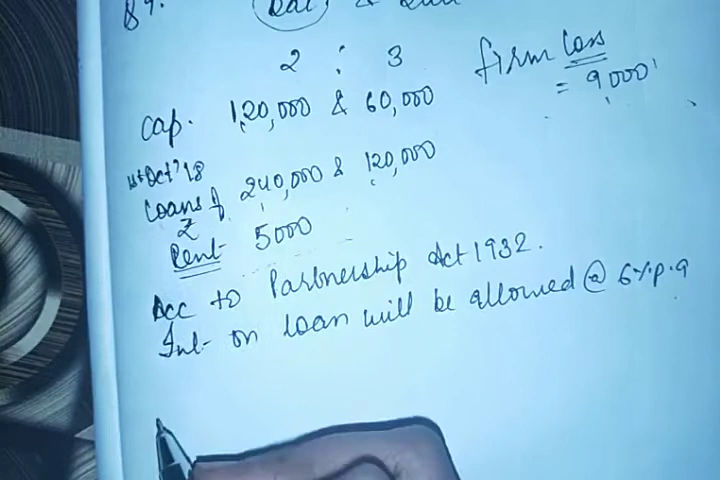 89.
2 : 3 firm loss
= 9000
Cap. 1,20,000 & 60,000
1st Oct '18
Loans of 240,000 & 120,000
Rent 5000
Acc to Partnership Act 1932.
Int- on loan will be allowed @ 6% p.a